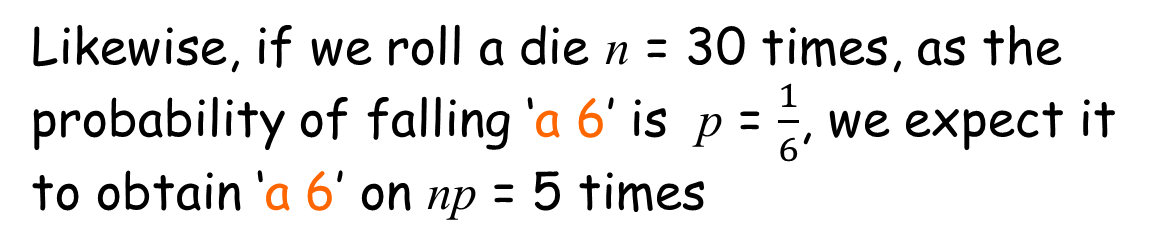 Likewise, if we roll a die n = 30 times, as the
probability of falling ‘a 6’ is p = 1/6, we expect it
to obtain ‘a 6’ on np = 5 times